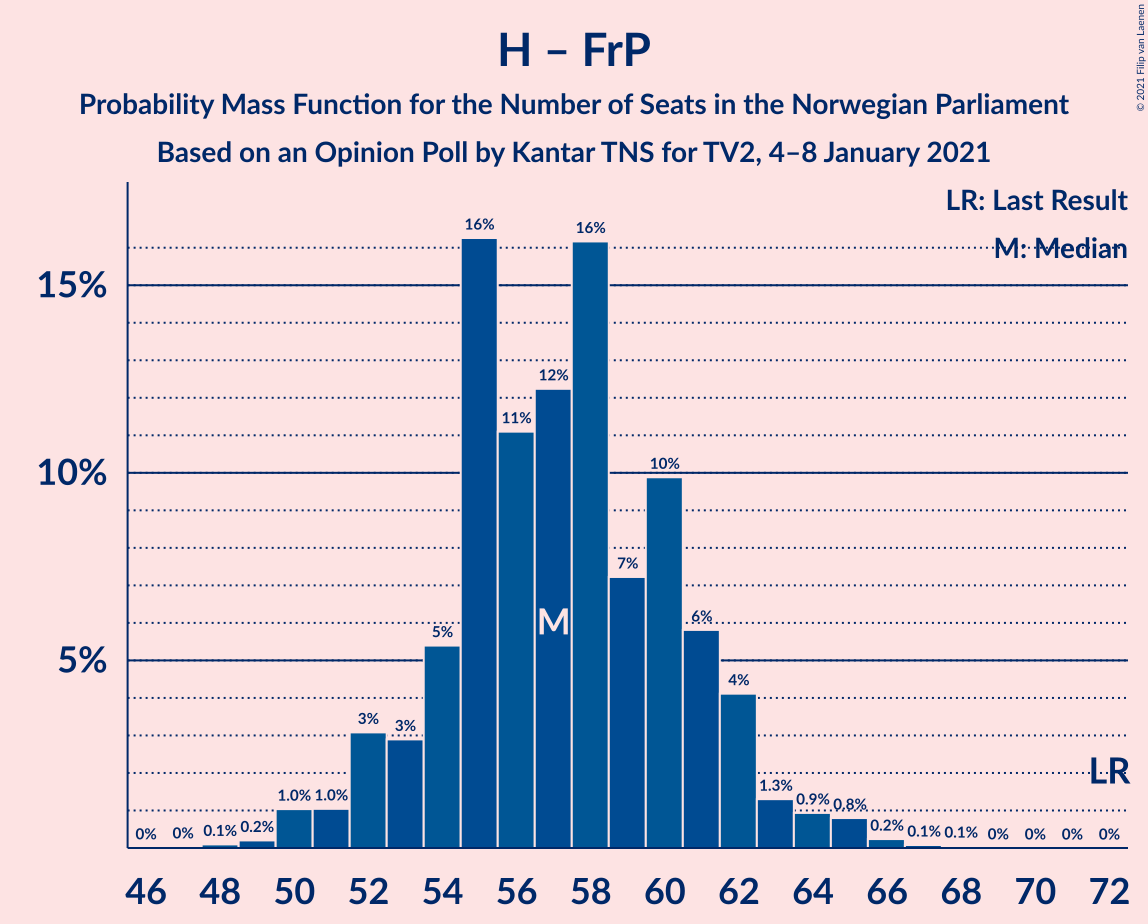 H – FrP
Probability Mass Function for the Number of Seats in the Norwegian Parliament
Based on an Opinion Poll by Kantar TNS for TV2, 4–8 January 2021
© 2021 Filip van Laenen
LR: Last Result
M: Median
15%
10%
5%
0% 0% 0.1% 0.2% 1.0% 1.0% 3% 3% 5% 16% 11% 12% 16% 7% 10% 6% 4% 1.3% 0.9% 0.8% 0.2% 0.1% 0.1% 0% 0% 0% 0%
M
LR
46 48 50 52 54 56 58 60 62 64 66 68 70 72